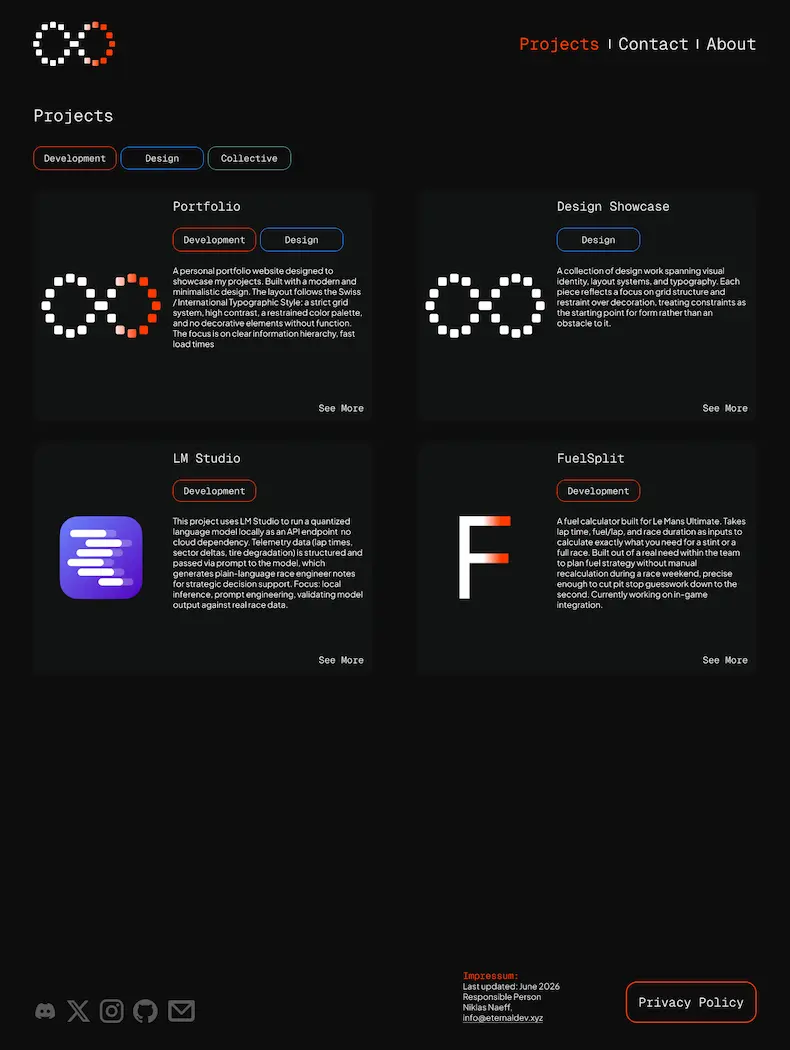 Projects | Contact | About
Projects
Development
Design
Collective
Portfolio
Development
Design
A personal portfolio website designed to
showcase my projects. Built with a modern and
minimalistic design. The layout follows the Swiss
/ International Typographic Style: a strict grid
system, high contrast, a restrained color palette,
and no decorative elements without function.
The focus is on clear information hierarchy, fast
load times
See More
Design Showcase
Design
A collection of design work spanning visual
identity, layout systems, and typography. Each
piece reflects a focus on grid structure and
restraint over decoration, treating constraints as
the starting point for form rather than an
obstacle to it.
See More
LM Studio
Development
This project uses LM Studio to run a quantized
language model locally as an API endpoint no
cloud dependency. Telemetry data (lap times,
sector deltas, tire degradation) is structured and
passed via prompt to the model, which
generates plain-language race engineer notes
for strategic decision support. Focus: local
inference, prompt engineering, validating model
output against real race data.
See More
F
FuelSplit
Development
A fuel calculator built for Le Mans Ultimate. Takes
lap time, fuel/lap, and race duration as inputs to
calculate exactly what you need for a stint or a
full race. Built out of a real need within the team
to plan fuel strategy without manual
recalculation during a race weekend, precise
enough to cut pit stop guesswork down to the
second. Currently working on in-game
integration.
See More
Impressum:
Last updated: June 2026
Responsible Person
Niklas Naeff,
info@eternaldev.xyz
Privacy Policy